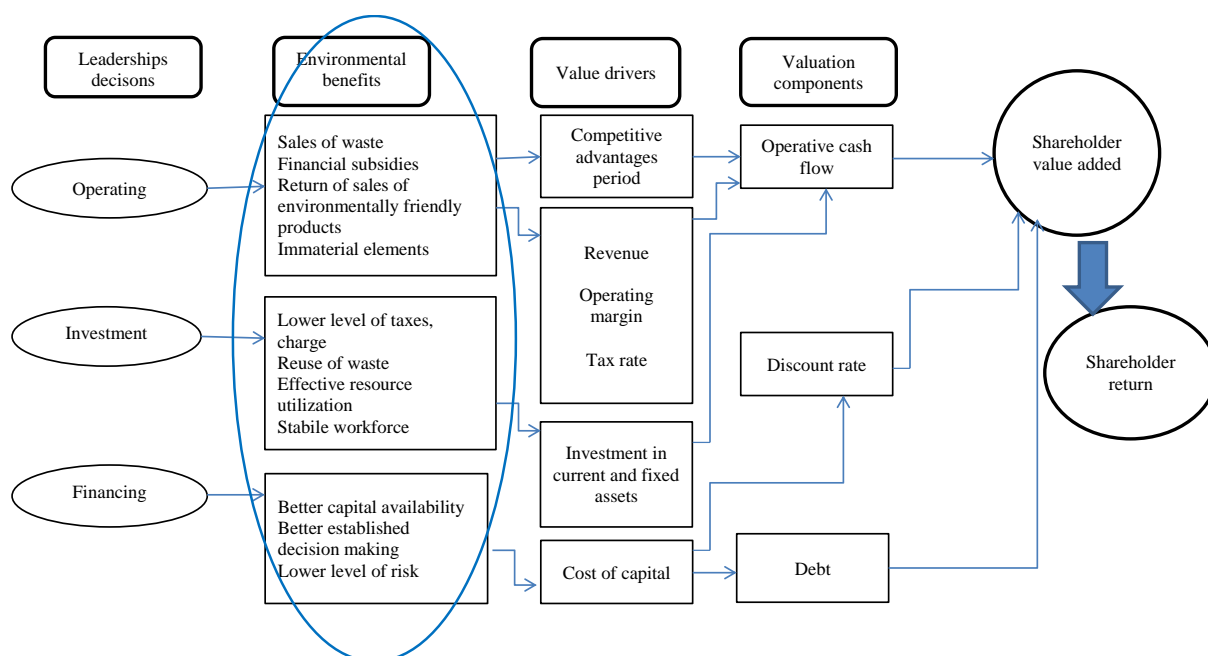 Leaderships
decisons
Environmental
benefits
Value drivers
Valuation
components
Operating
Sales of waste
Financial subsidies
Return of sales of
environmentally friendly
products
Immaterial elements
Competitive
advantages
period
Operative cash
flow
Shareholder
value added
Revenue
Operating
margin
Tax rate
Investment
Lower level of taxes,
charge
Reuse of waste
Effective resource
utilization
Stabile workforce
Discount rate
Shareholder
return
Investment in
current and fixed
assets
Financing
Better capital availability
Better established
decision making
Lower level of risk
Cost of capital
Debt